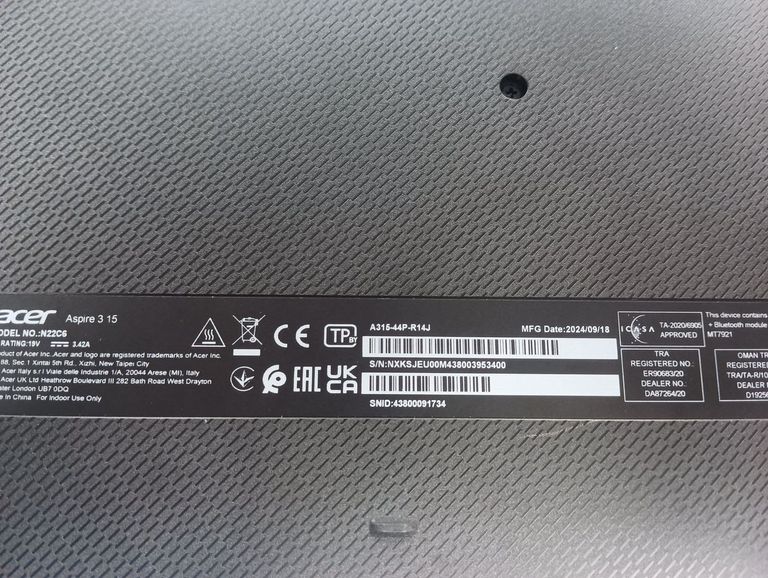 acer Aspire 3 15
MODEL NO.:N22C6
RATING:19V 3.42A
Product of Acer Inc. Acer and logo are registered trademarks of Acer Inc.
88, Sec.1 Xintai 5th Rd., Xizhi, New Taipei City
Acer Italy s.r.l Viale delle Industrie 1/A, 20044 Arese (MI), Italy
Acer UK Ltd Heathrow Boulevard III 282 Bath Road West Drayton
UB7 0DQ
in China. For Indoor Use Only
CE
TP BY
EAC
UK CA
A315-44P-R14J
MFG Date:2024/09/18
S/N:NXKSJEU00M438003953400
SNID:43800091734
ICASA
TA-2020/6905
APPROVED
TRA
REGISTERED NO.:
ER90683/20
DEALER NO.:
DA87264/20
This device contains
+ Bluetooth module
MT7921
OMAN
REGISTERED
TRA/TA-R/10
DEALER
D1925